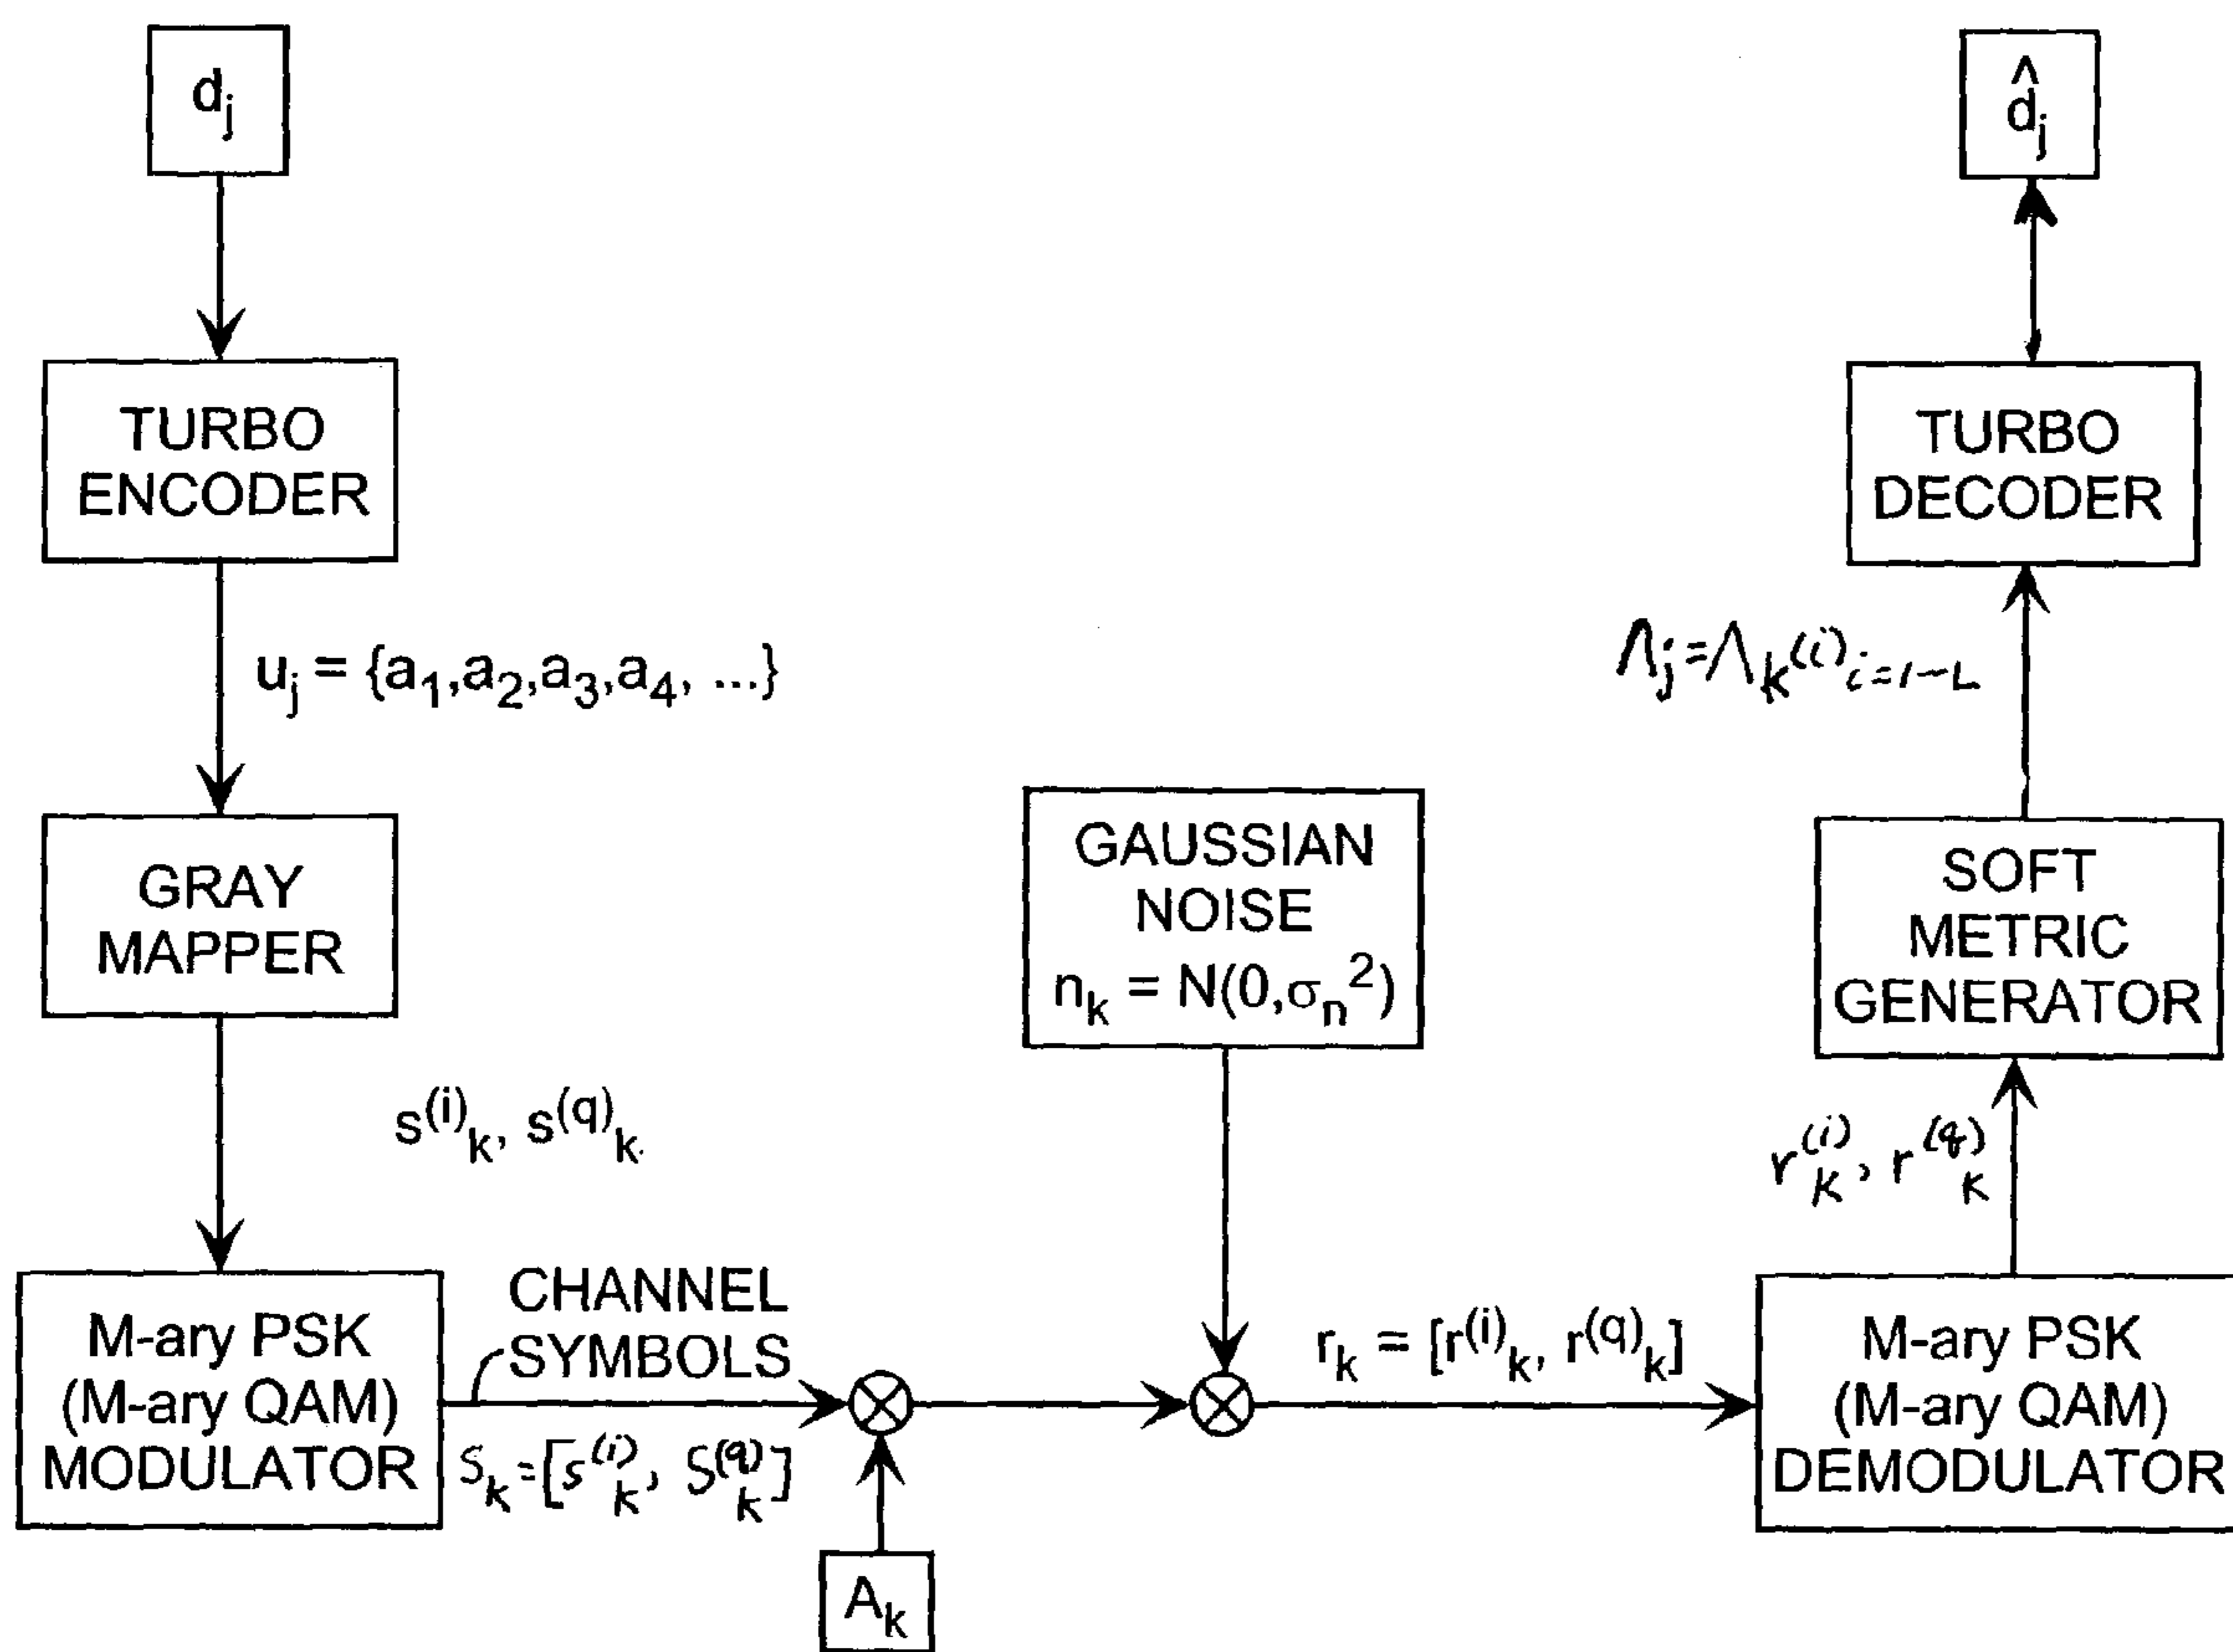 d_j
TURBO
ENCODER
u_j = {a_1,a_2,a_3,a_4, ...}
GRAY
MAPPER
s^(i)_k, s^(q)_k
M-ary PSK
(M-ary QAM)
MODULATOR
CHANNEL
SYMBOLS
S_k=[s^(i)_k, S^(q)_k]
A_k
GAUSSIAN
NOISE
n_k = N(0,σ_n^2)
r_k = [r^(i)_k, r^(q)_k]
M-ary PSK
(M-ary QAM)
DEMODULATOR
r^(i)_k, r^(q)_k
SOFT
METRIC
GENERATOR
Λ_j=Λ_k^(i) i=1-L
TURBO
DECODER
d̂_j